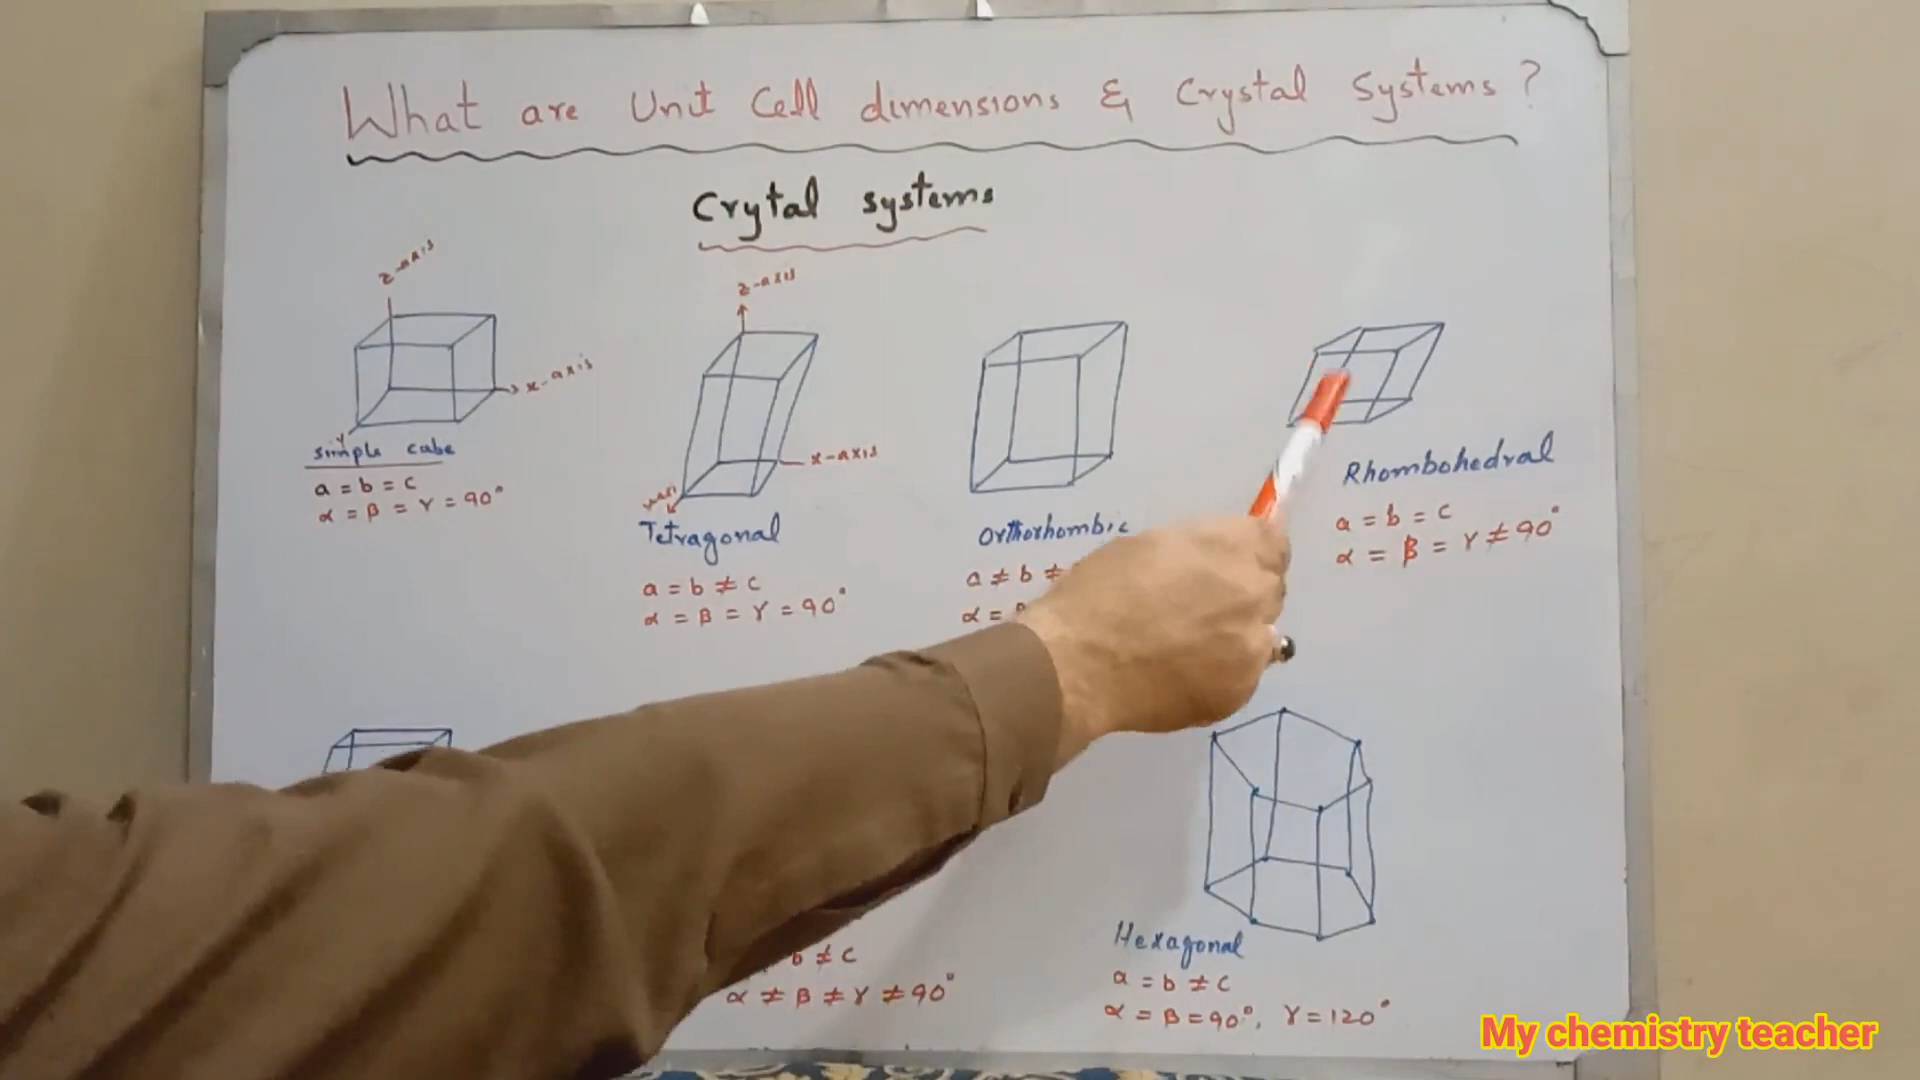 What are Unit Cell dimensions & Crystal Systems ?
Crytal systems
z-axis
x-axis
y
simple cube
a = b = c
α = β = γ = 90°
z-axis
x-axis
Tetragonal
a = b ≠ c
α = β = γ = 90°
Orthorhombic
a ≠ b ≠
α =
Rhombohedral
a = b = c
α = β = γ ≠ 90°
b ≠ c
α ≠ β ≠ γ ≠ 90°
Hexagonal
a = b ≠ c
α = β = 90°, γ = 120°
My chemistry teacher